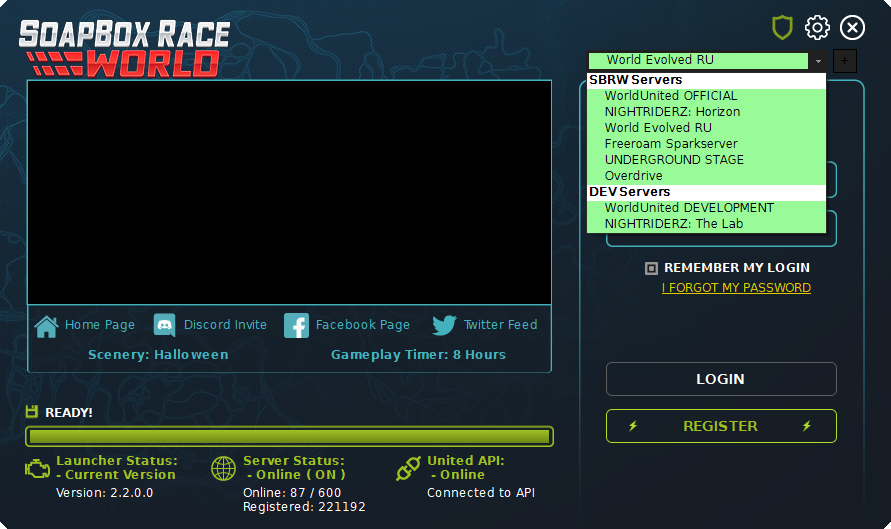 SOAPBOX RACE
WORLD
World Evolved RU
+
SBRW Servers
WorldUnited OFFICIAL
NIGHTRIDERZ: Horizon
World Evolved RU
Freeroam Sparkserver
UNDERGROUND STAGE
Overdrive
DEV Servers
WorldUnited DEVELOPMENT
NIGHTRIDERZ: The Lab
REMEMBER MY LOGIN
I FORGOT MY PASSWORD
Home Page Discord Invite Facebook Page Twitter Feed
Scenery: Halloween Gameplay Timer: 8 Hours
LOGIN
REGISTER
READY!
Launcher Status:
- Current Version
Version: 2.2.0.0
Server Status:
- Online ( ON )
Online: 87 / 600
Registered: 221192
United API:
- Online
Connected to API